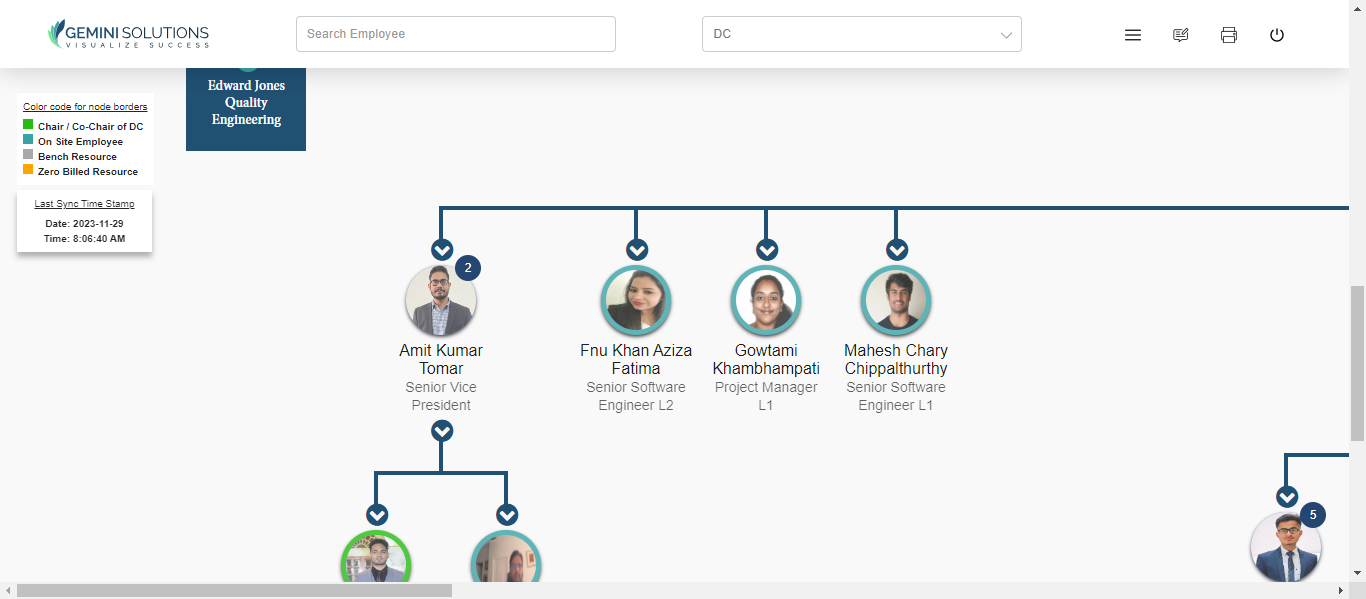 GEMINI SOLUTIONS
VISUALIZE SUCCESS
Search Employee
DC
Edward Jones
Quality
Engineering
Color code for node borders
Chair / Co-Chair of DC
On Site Employee
Bench Resource
Zero Billed Resource
Last Sync Time Stamp
Date: 2023-11-29
Time: 8:06:40 AM
2
Amit Kumar
Tomar
Senior Vice
President
Fnu Khan Aziza
Fatima
Senior Software
Engineer L2
Gowtami
Khambhampati
Project Manager
L1
Mahesh Chary
Chippalthurthy
Senior Software
Engineer L1
5